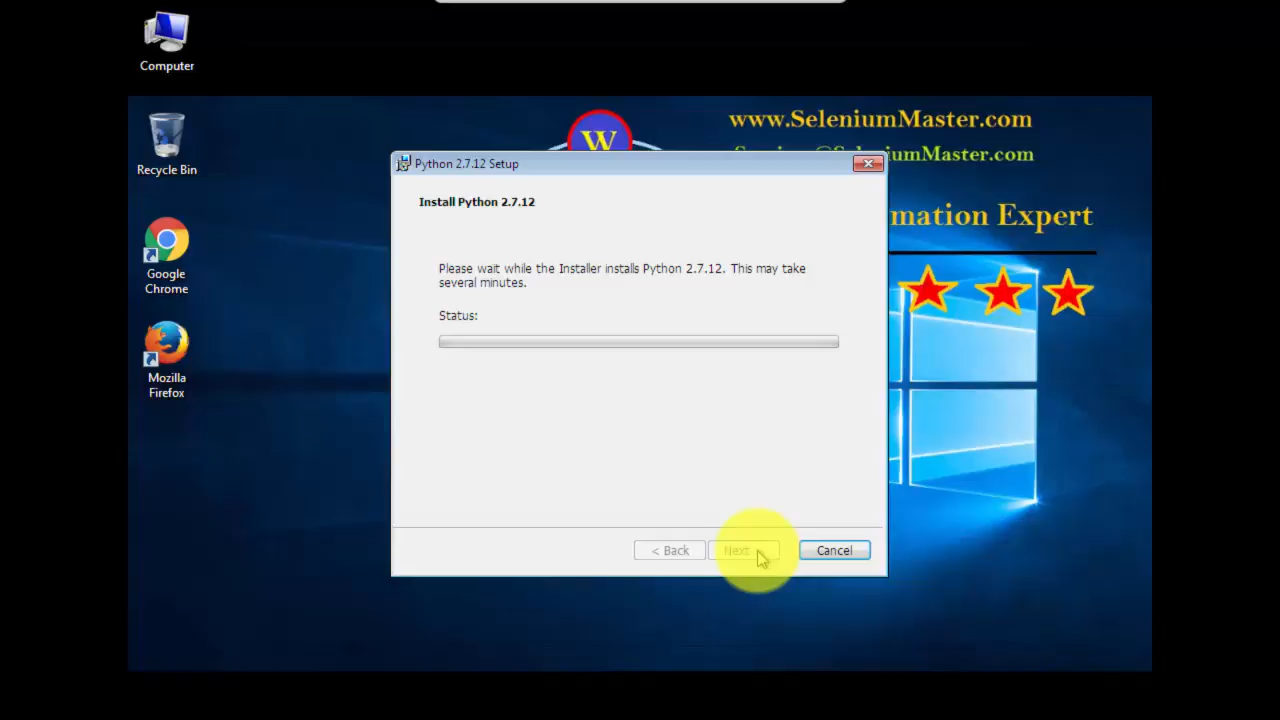 Computer
Recycle Bin
Google
Chrome
Mozilla
Firefox
W
www.SeleniumMaster.com
iumMaster.com
mation Expert
Python 2.7.12 Setup
Install Python 2.7.12
Please wait while the Installer installs Python 2.7.12. This may take
several minutes.
Status:
< Back
Next
Cancel